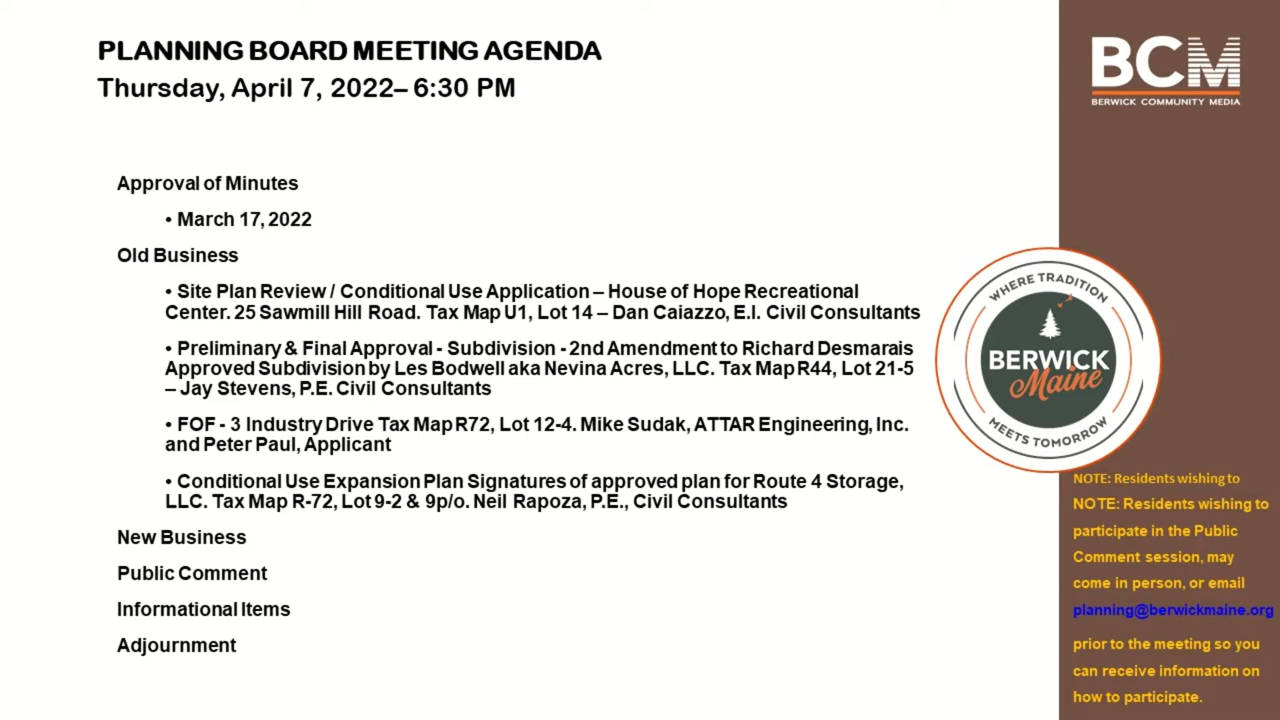 PLANNING BOARD MEETING AGENDA
Thursday, April 7, 2022– 6:30 PM
Approval of Minutes
• March 17, 2022
Old Business
• Site Plan Review / Conditional Use Application – House of Hope Recreational
Center. 25 Sawmill Hill Road. Tax Map U1, Lot 14 – Dan Caiazzo, E.I. Civil Consultants
• Preliminary & Final Approval - Subdivision - 2nd Amendment to Richard Desmarais
Approved Subdivision by Les Bodwell aka Nevina Acres, LLC. Tax Map R44, Lot 21-5
– Jay Stevens, P.E. Civil Consultants
• FOF - 3 Industry Drive Tax Map R72, Lot 12-4. Mike Sudak, ATTAR Engineering, Inc.
and Peter Paul, Applicant
• Conditional Use Expansion Plan Signatures of approved plan for Route 4 Storage,
LLC. Tax Map R-72, Lot 9-2 & 9p/o. Neil Rapoza, P.E., Civil Consultants
New Business
Public Comment
Informational Items
Adjournment
BCM
BERWICK COMMUNITY MEDIA
WHERE TRADITION
BERWICK
Maine
MEETS TOMORROW
NOTE: Residents wishing to
NOTE: Residents wishing to
participate in the Public
Comment session, may
come in person, or email
planning@berwickmaine.org
prior to the meeting so you
can receive information on
how to participate.